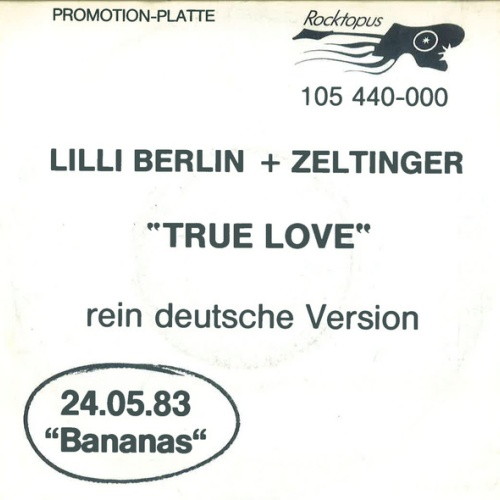 PROMOTION-PLATTE
Rocktopus
105 440-000
LILLI BERLIN + ZELTINGER
"TRUE LOVE"
rein deutsche Version
24.05.83
"Bananas"